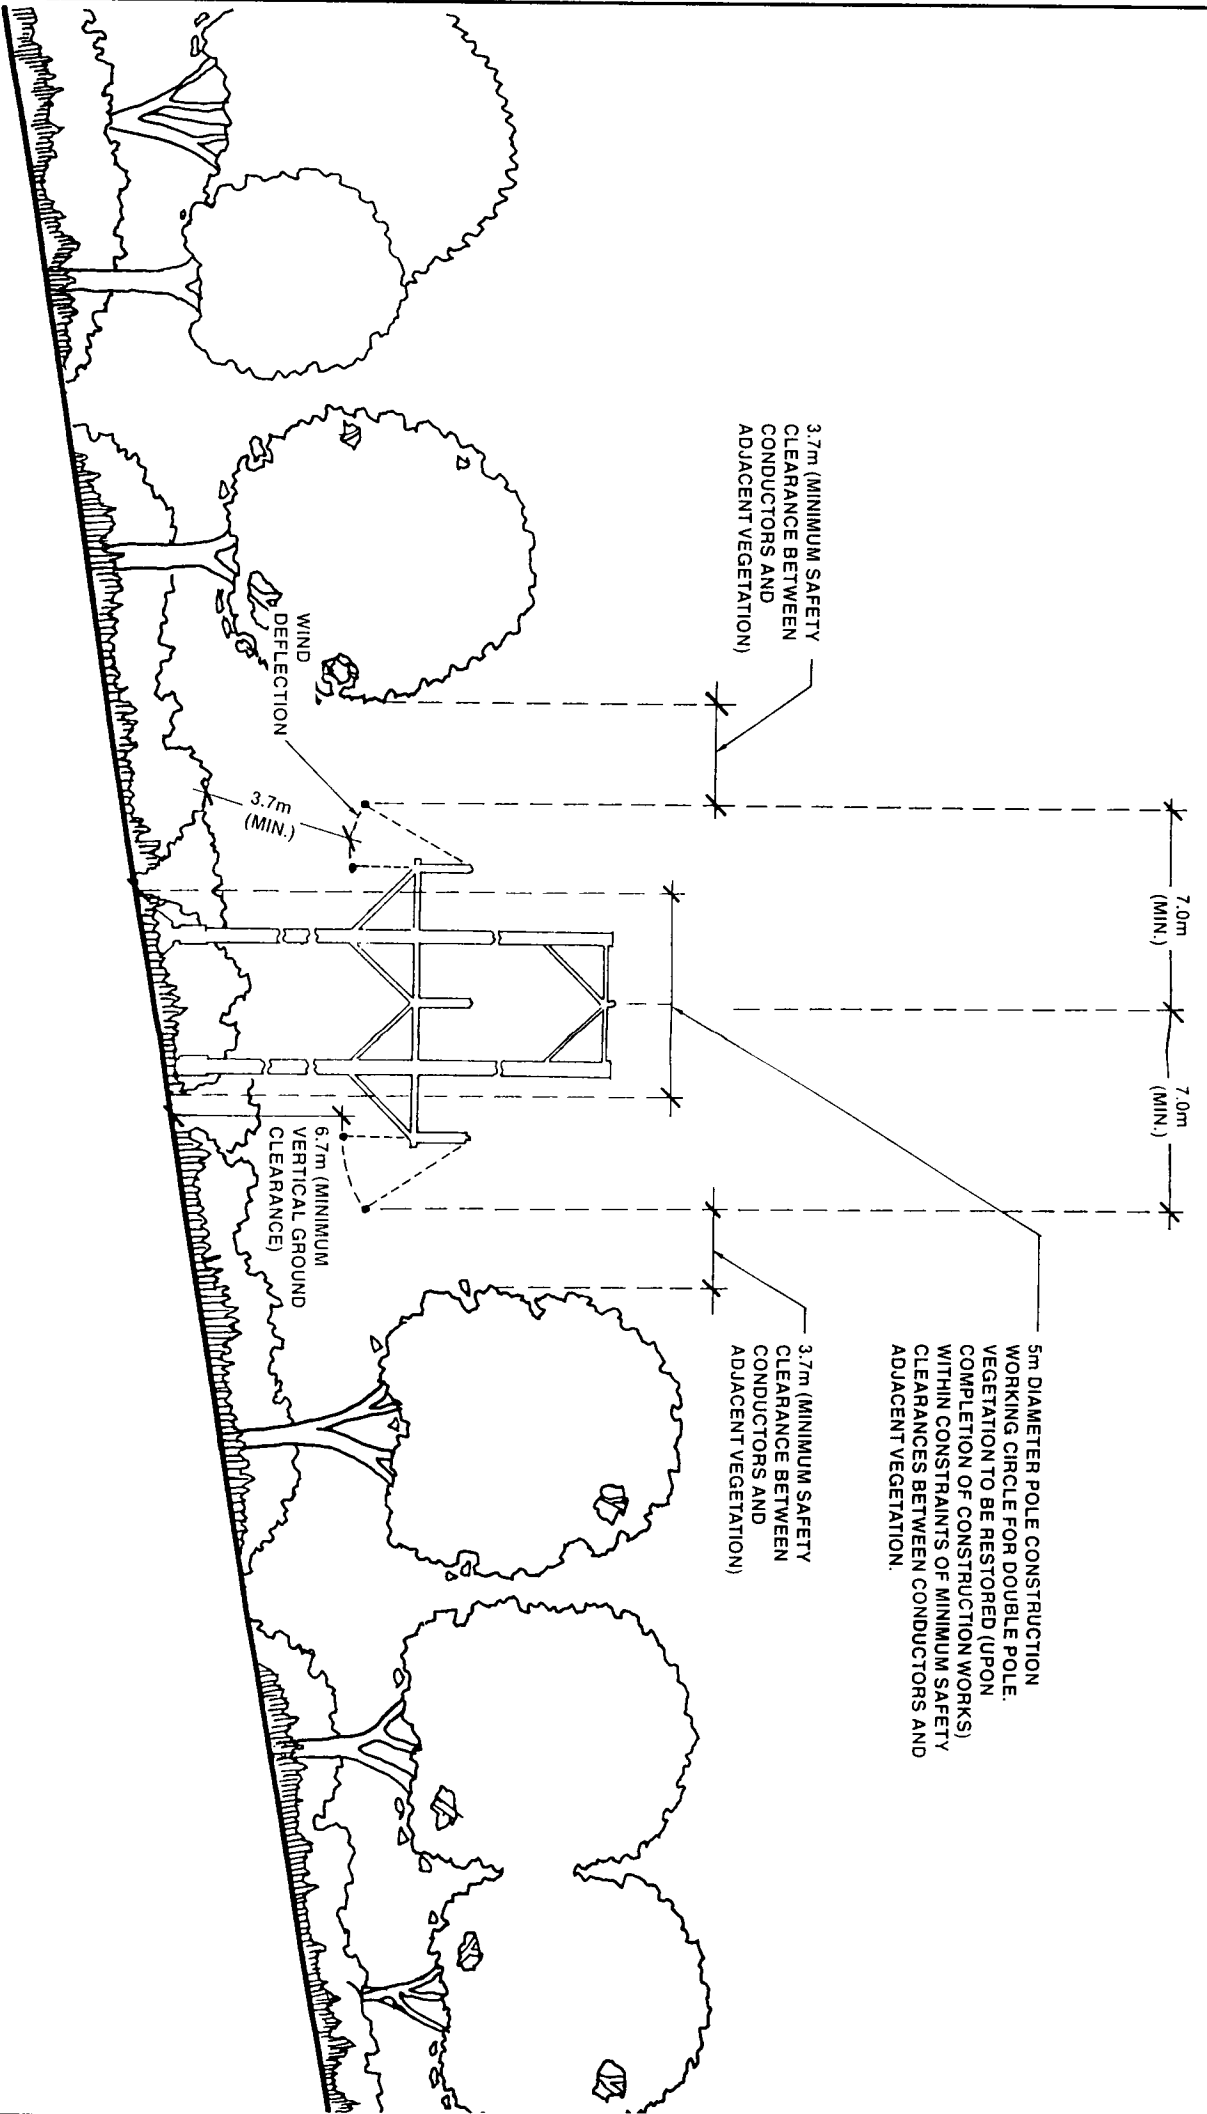 7.0m
(MIN.)
7.0m
(MIN.)
3.7m (MINIMUM SAFETY
CLEARANCE BETWEEN
CONDUCTORS AND
ADJACENT VEGETATION)
5m DIAMETER POLE CONSTRUCTION
WORKING CIRCLE FOR DOUBLE POLE.
VEGETATION TO BE RESTORED (UPON
COMPLETION OF CONSTRUCTION WORKS)
WITHIN CONSTRAINTS OF MINIMUM SAFETY
CLEARANCES BETWEEN CONDUCTORS AND
ADJACENT VEGETATION.
3.7m (MINIMUM SAFETY
CLEARANCE BETWEEN
CONDUCTORS AND
ADJACENT VEGETATION)
WIND
DEFLECTION
3.7m
(MIN.)
6.7m (MINIMUM
VERTICAL GROUND
CLEARANCE)